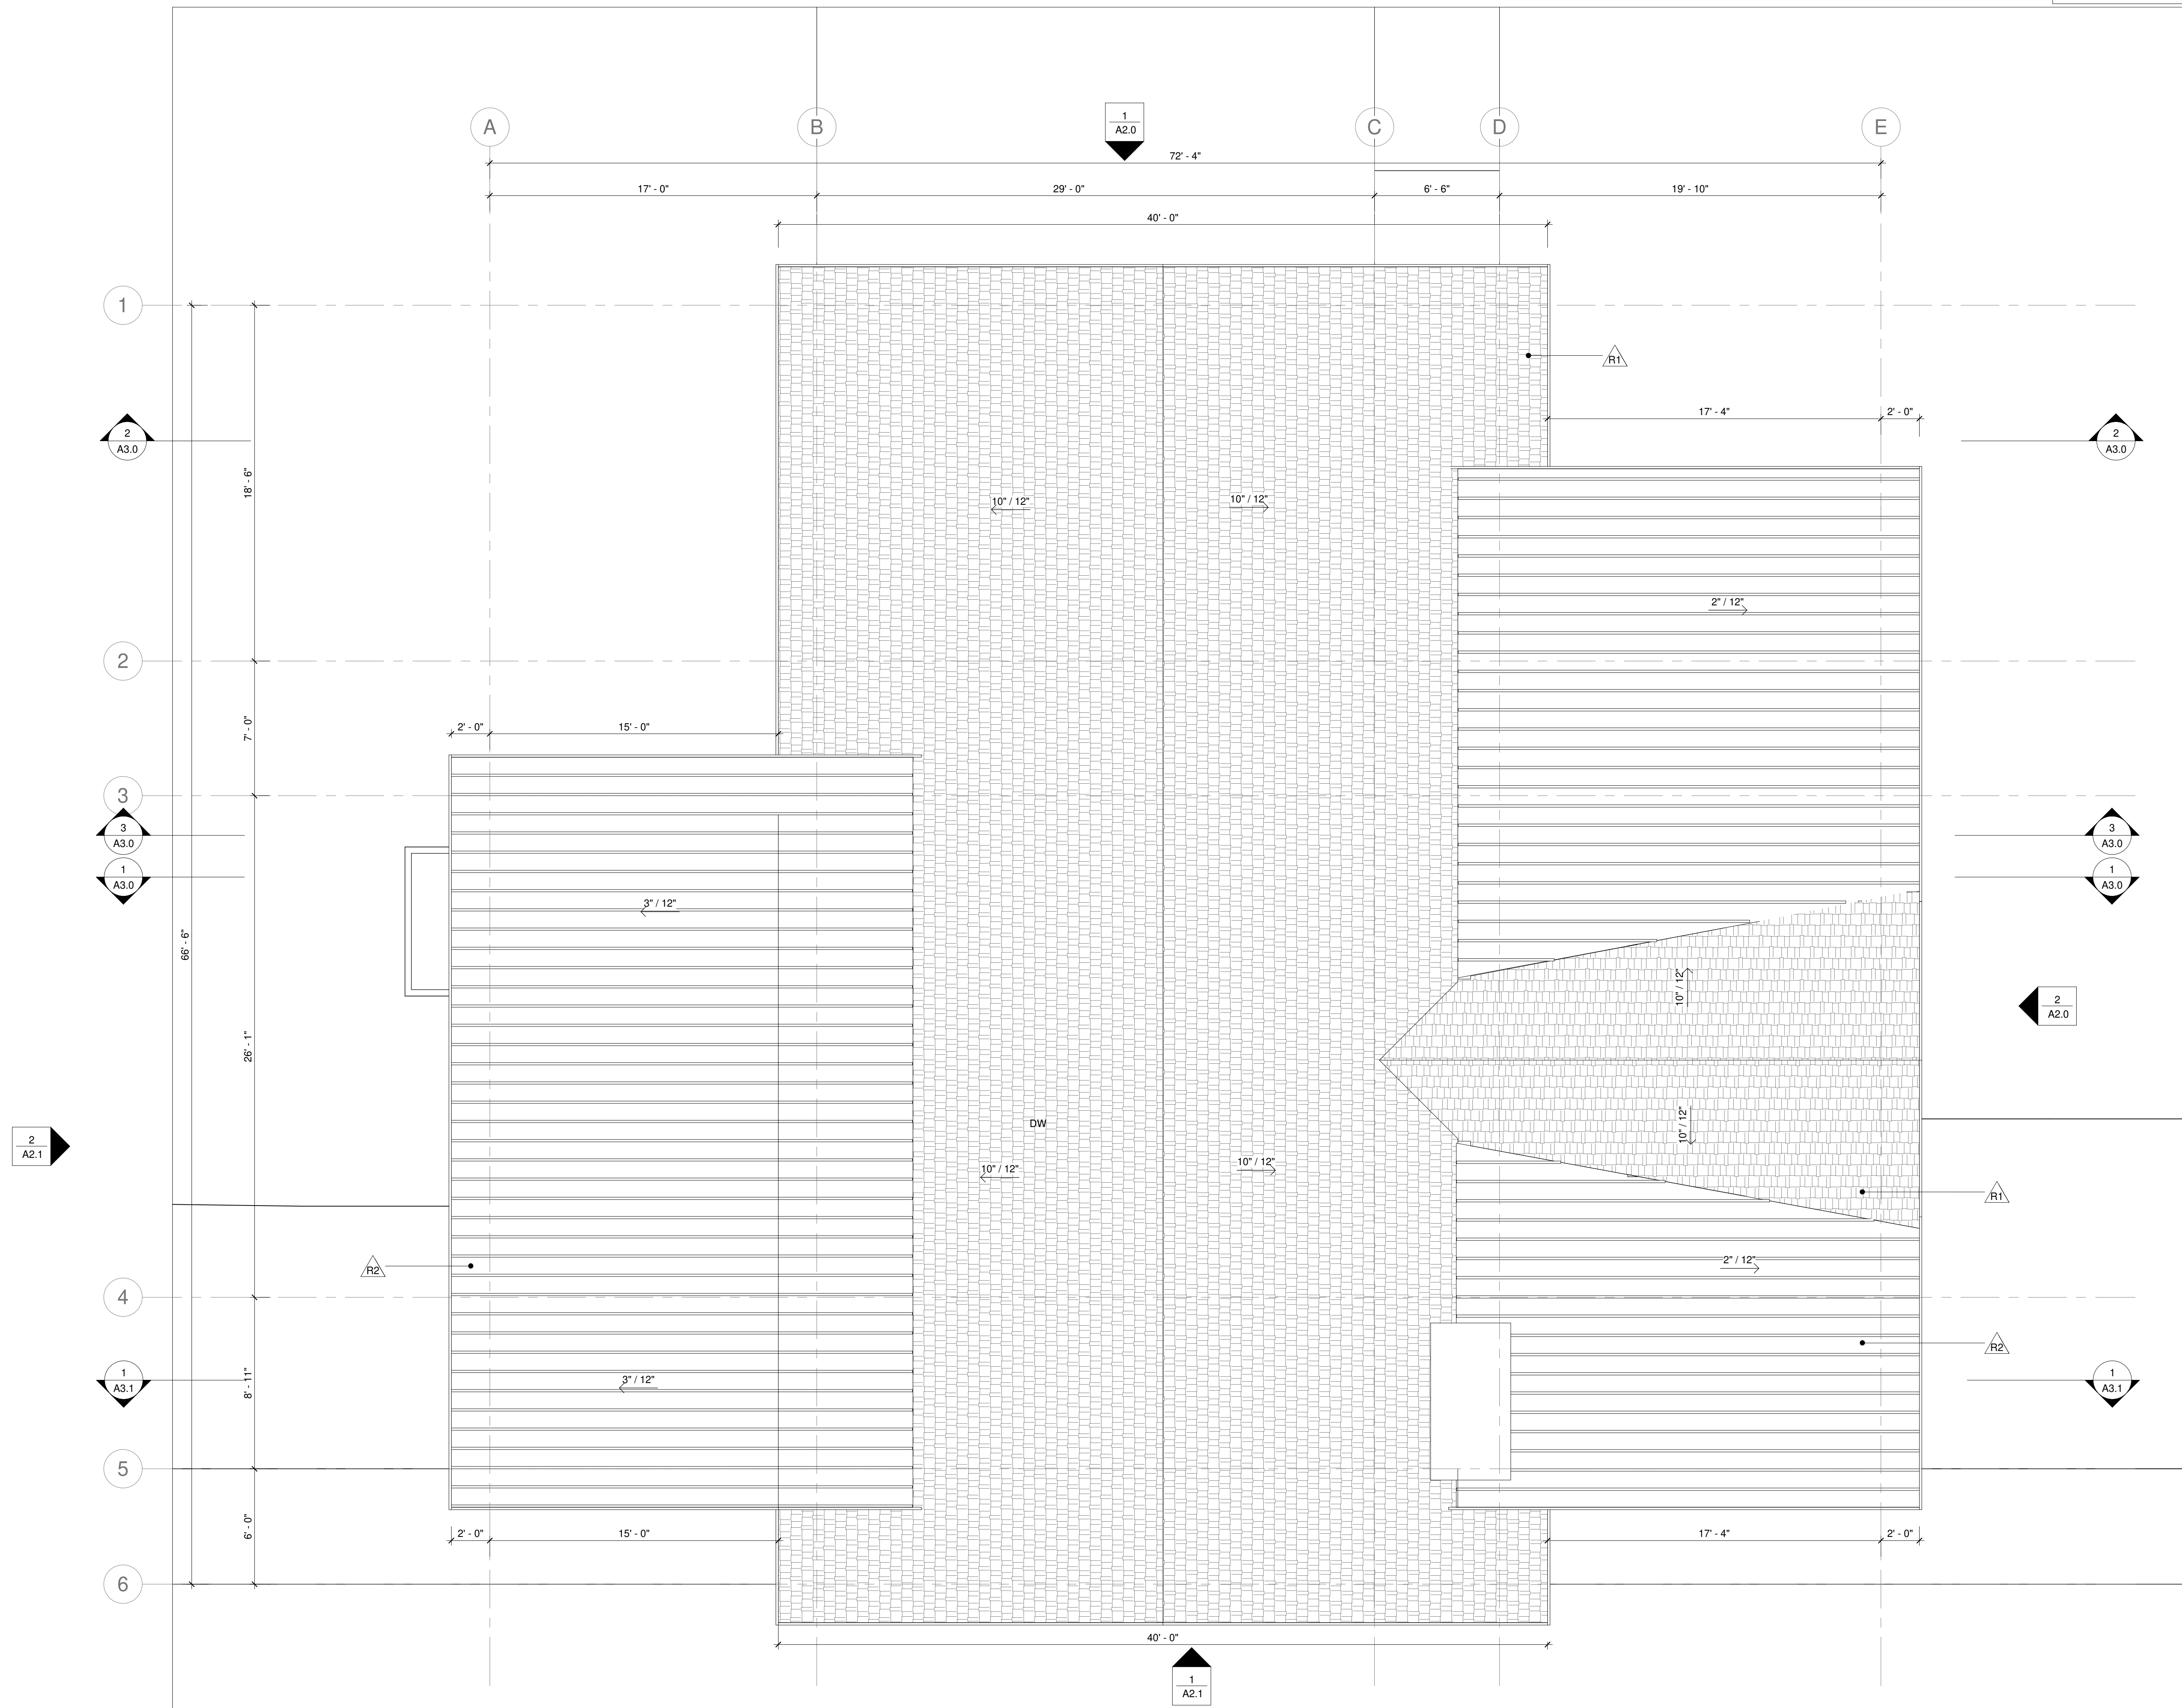 A
B
C
D
E
1
A2.0
72' - 4"
17' - 0"
29' - 0"
6' - 6"
19' - 10"
40' - 0"
1
R1
17' - 4"
2' - 0"
2
A3.0
2
A3.0
18' - 6"
10" / 12"
10" / 12"
2" / 12"
2
7' - 0"
2' - 0"
15' - 0"
3
3
A3.0
3
A3.0
1
A3.0
1
A3.0
3" / 12"
66' - 6"
10" / 12"
2
A2.0
26' - 1"
DW
10" / 12"
2
A2.1
10" / 12"
10" / 12"
R1
R2
2" / 12"
4
R2
1
A3.1
8' - 11"
3" / 12"
1
A3.1
5
6' - 0"
2' - 0"
15' - 0"
17' - 4"
2' - 0"
6
40' - 0"
1
A2.1